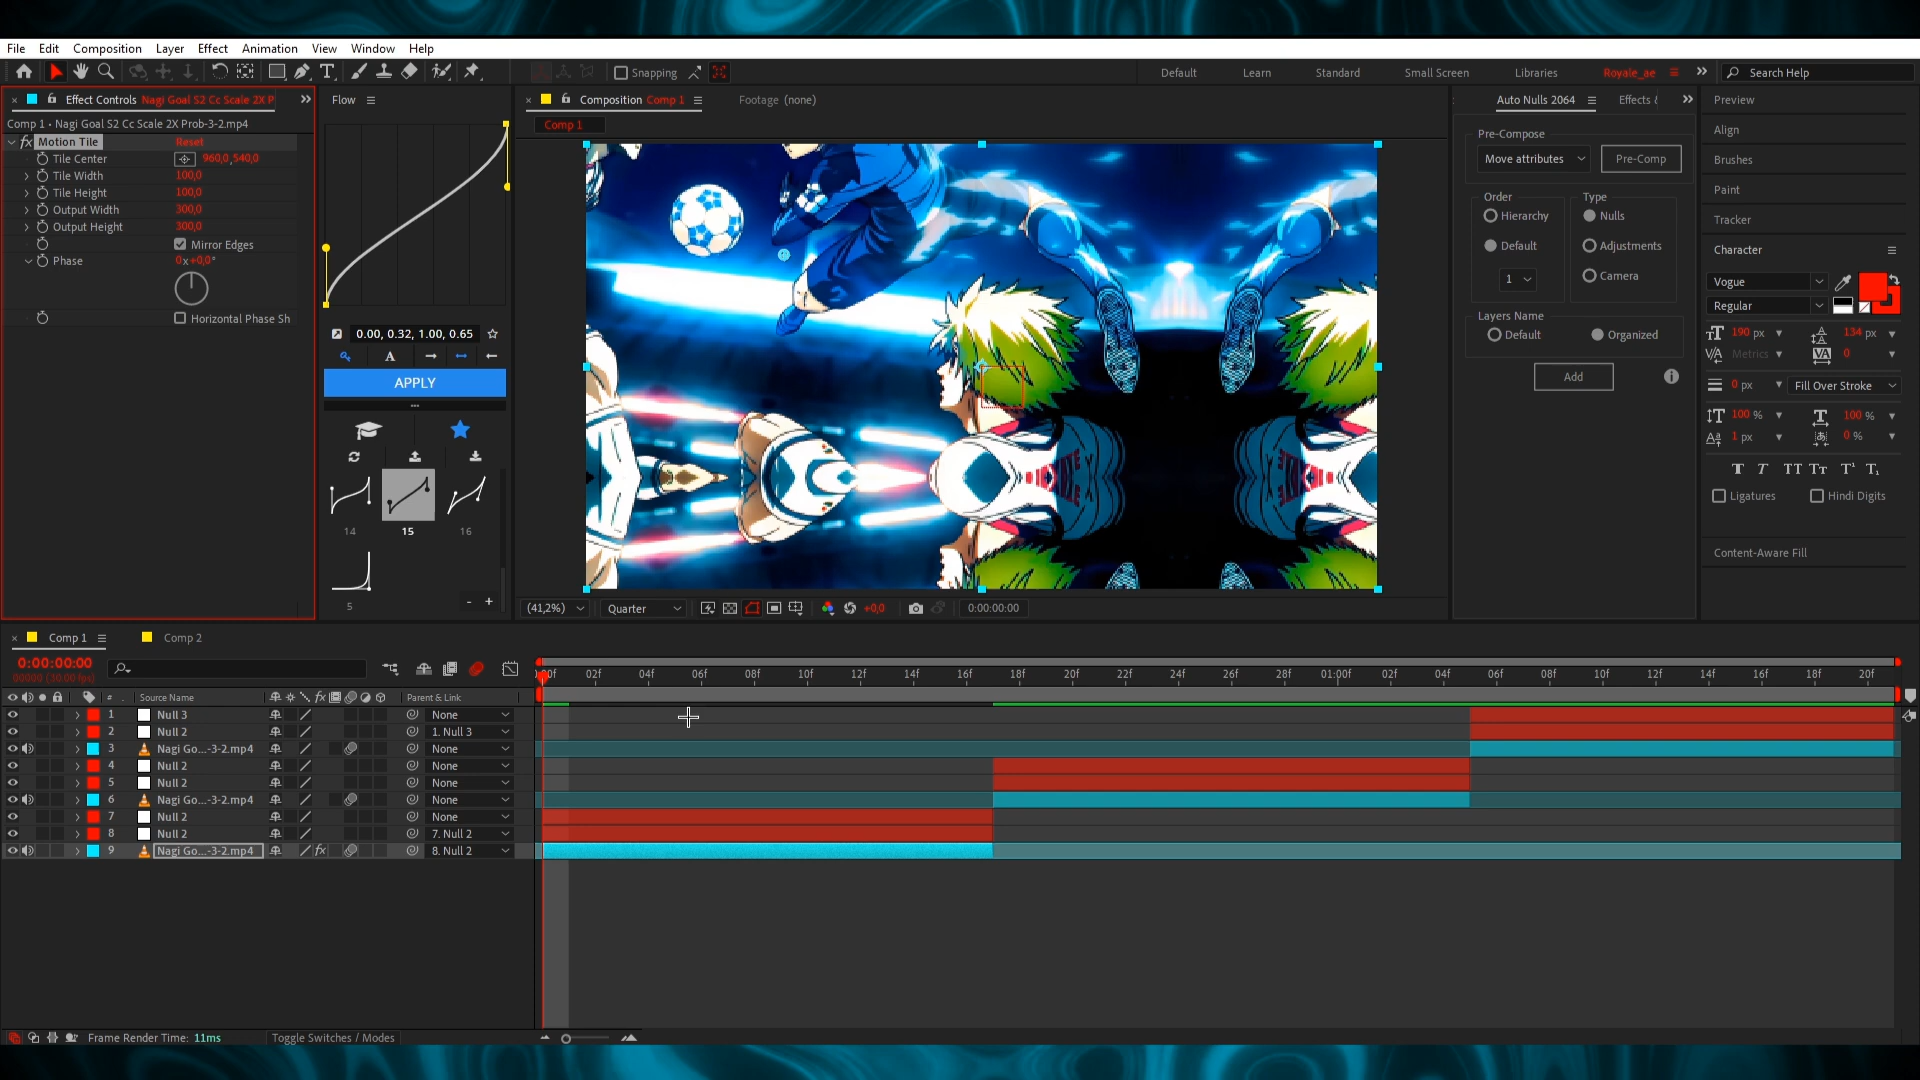 File Edit Composition Layer Effect Animation View Window Help
Snapping
Default Learn Standard Small Screen Libraries Royale_ae Search Help
Effect Controls Nagi Goal S2 Cc Scale 2X P
Comp 1 • Nagi Goal S2 Cc Scale 2X Prob-3-2.mp4
fx Motion Tile Reset
Tile Center 960,0,540,0
Tile Width 100,0
Tile Height 100,0
Output Width 300,0
Output Height 300,0
Mirror Edges
Phase 0x+0,0°
Horizontal Phase Sh
Flow
0.00, 0.32, 1.00, 0.65
A
APPLY
14 15 16
5
- +
Composition Comp 1
Footage (none)
Comp 1
(41,2%) Quarter +0,0 0:00:00:00
Auto Nulls 2064
Pre-Compose
Move attributes Pre-Comp
Order Type
Hierarchy Nulls
Default Adjustments
1 Camera
Layers Name
Default Organized
Add
Preview
Align
Brushes
Paint
Tracker
Character
Vogue
Regular
190 px 134 px
Metrics 0
0 px Fill Over Stroke
100 % 100 %
1 px 0 %
T T TT Tt T¹ T₁
Ligatures Hindi Digits
Content-Aware Fill
Comp 1 Comp 2
0:00:00:00
00000 (30.00 fps)
# Source Name fx Parent & Link
02f 04f 06f 08f 10f 12f 14f 16f 18f 20f 22f 24f 26f 28f 01:00f 02f 04f 06f 08f 10f 12f 14f 16f 18f 20f
1 Null 3 None
2 Null 2 1. Null 3
3 Nagi Go...-3-2.mp4 None
4 Null 2 None
5 Null 2 None
6 Nagi Go...-3-2.mp4 None
7 Null 2 None
8 Null 2 7. Null 2
9 Nagi Go...-3-2.mp4 fx 8. Null 2
Frame Render Time: 11ms Toggle Switches / Modes